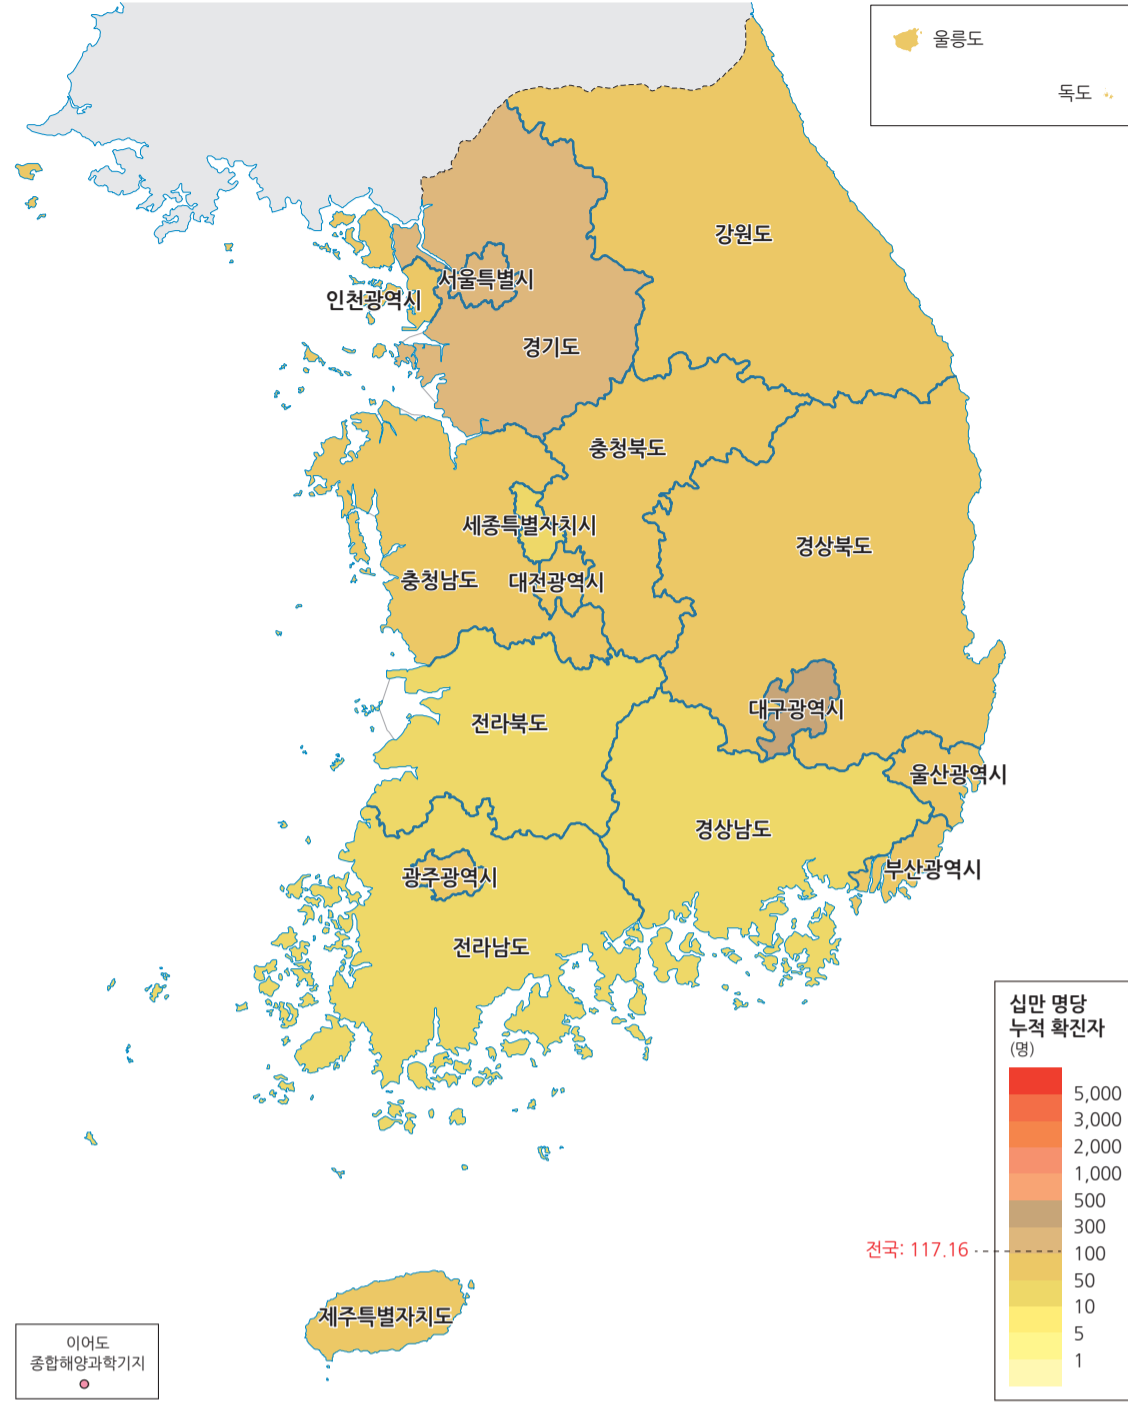 울릉도
독도
강원도
서울특별시
인천광역시
경기도
충청북도
세종특별자치시
경상북도
충청남도
대전광역시
대구광역시
전라북도
울산광역시
경상남도
부산광역시
광주광역시
전라남도
십만 명당
누적 확진자
(명)
5,000
3,000
2,000
1,000
500
300
전국: 117.16
100
50
10
5
1
제주특별자치도
이어도
종합해양과학기지